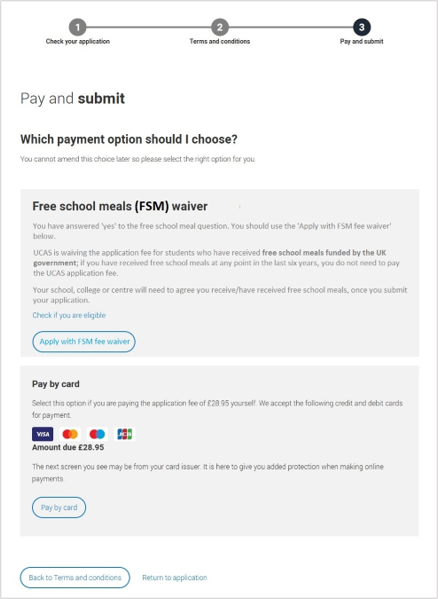 1
2
3
Check your application
Terms and conditions
Pay and submit
Pay and submit
Which payment option should I choose?
You cannot amend this choice later so please select the right option for you.
Free school meals (FSM) waiver
You have answered 'yes' to the free school meal question. You should use the 'Apply with FSM fee waiver'
below.
UCAS is waiving the application fee for students who have received free school meals funded by the UK
government; if you have received free school meals at any point in the last six years, you do not need to pay
the UCAS application fee.
Your school, college or centre will need to agree you receive/have received free school meals, once you submit
your application.
Check if you are eligible
Apply with FSM fee waiver
Pay by card
Select this option if you are paying the application fee of £28.95 yourself. We accept the following credit and debit cards
for payment.
VISA
JCB
Amount due £28.95
The next screen you see may be from your card issuer. It is here to give you added protection when making online
payments
Pay by card
Back to Terms and conditions
Return to application